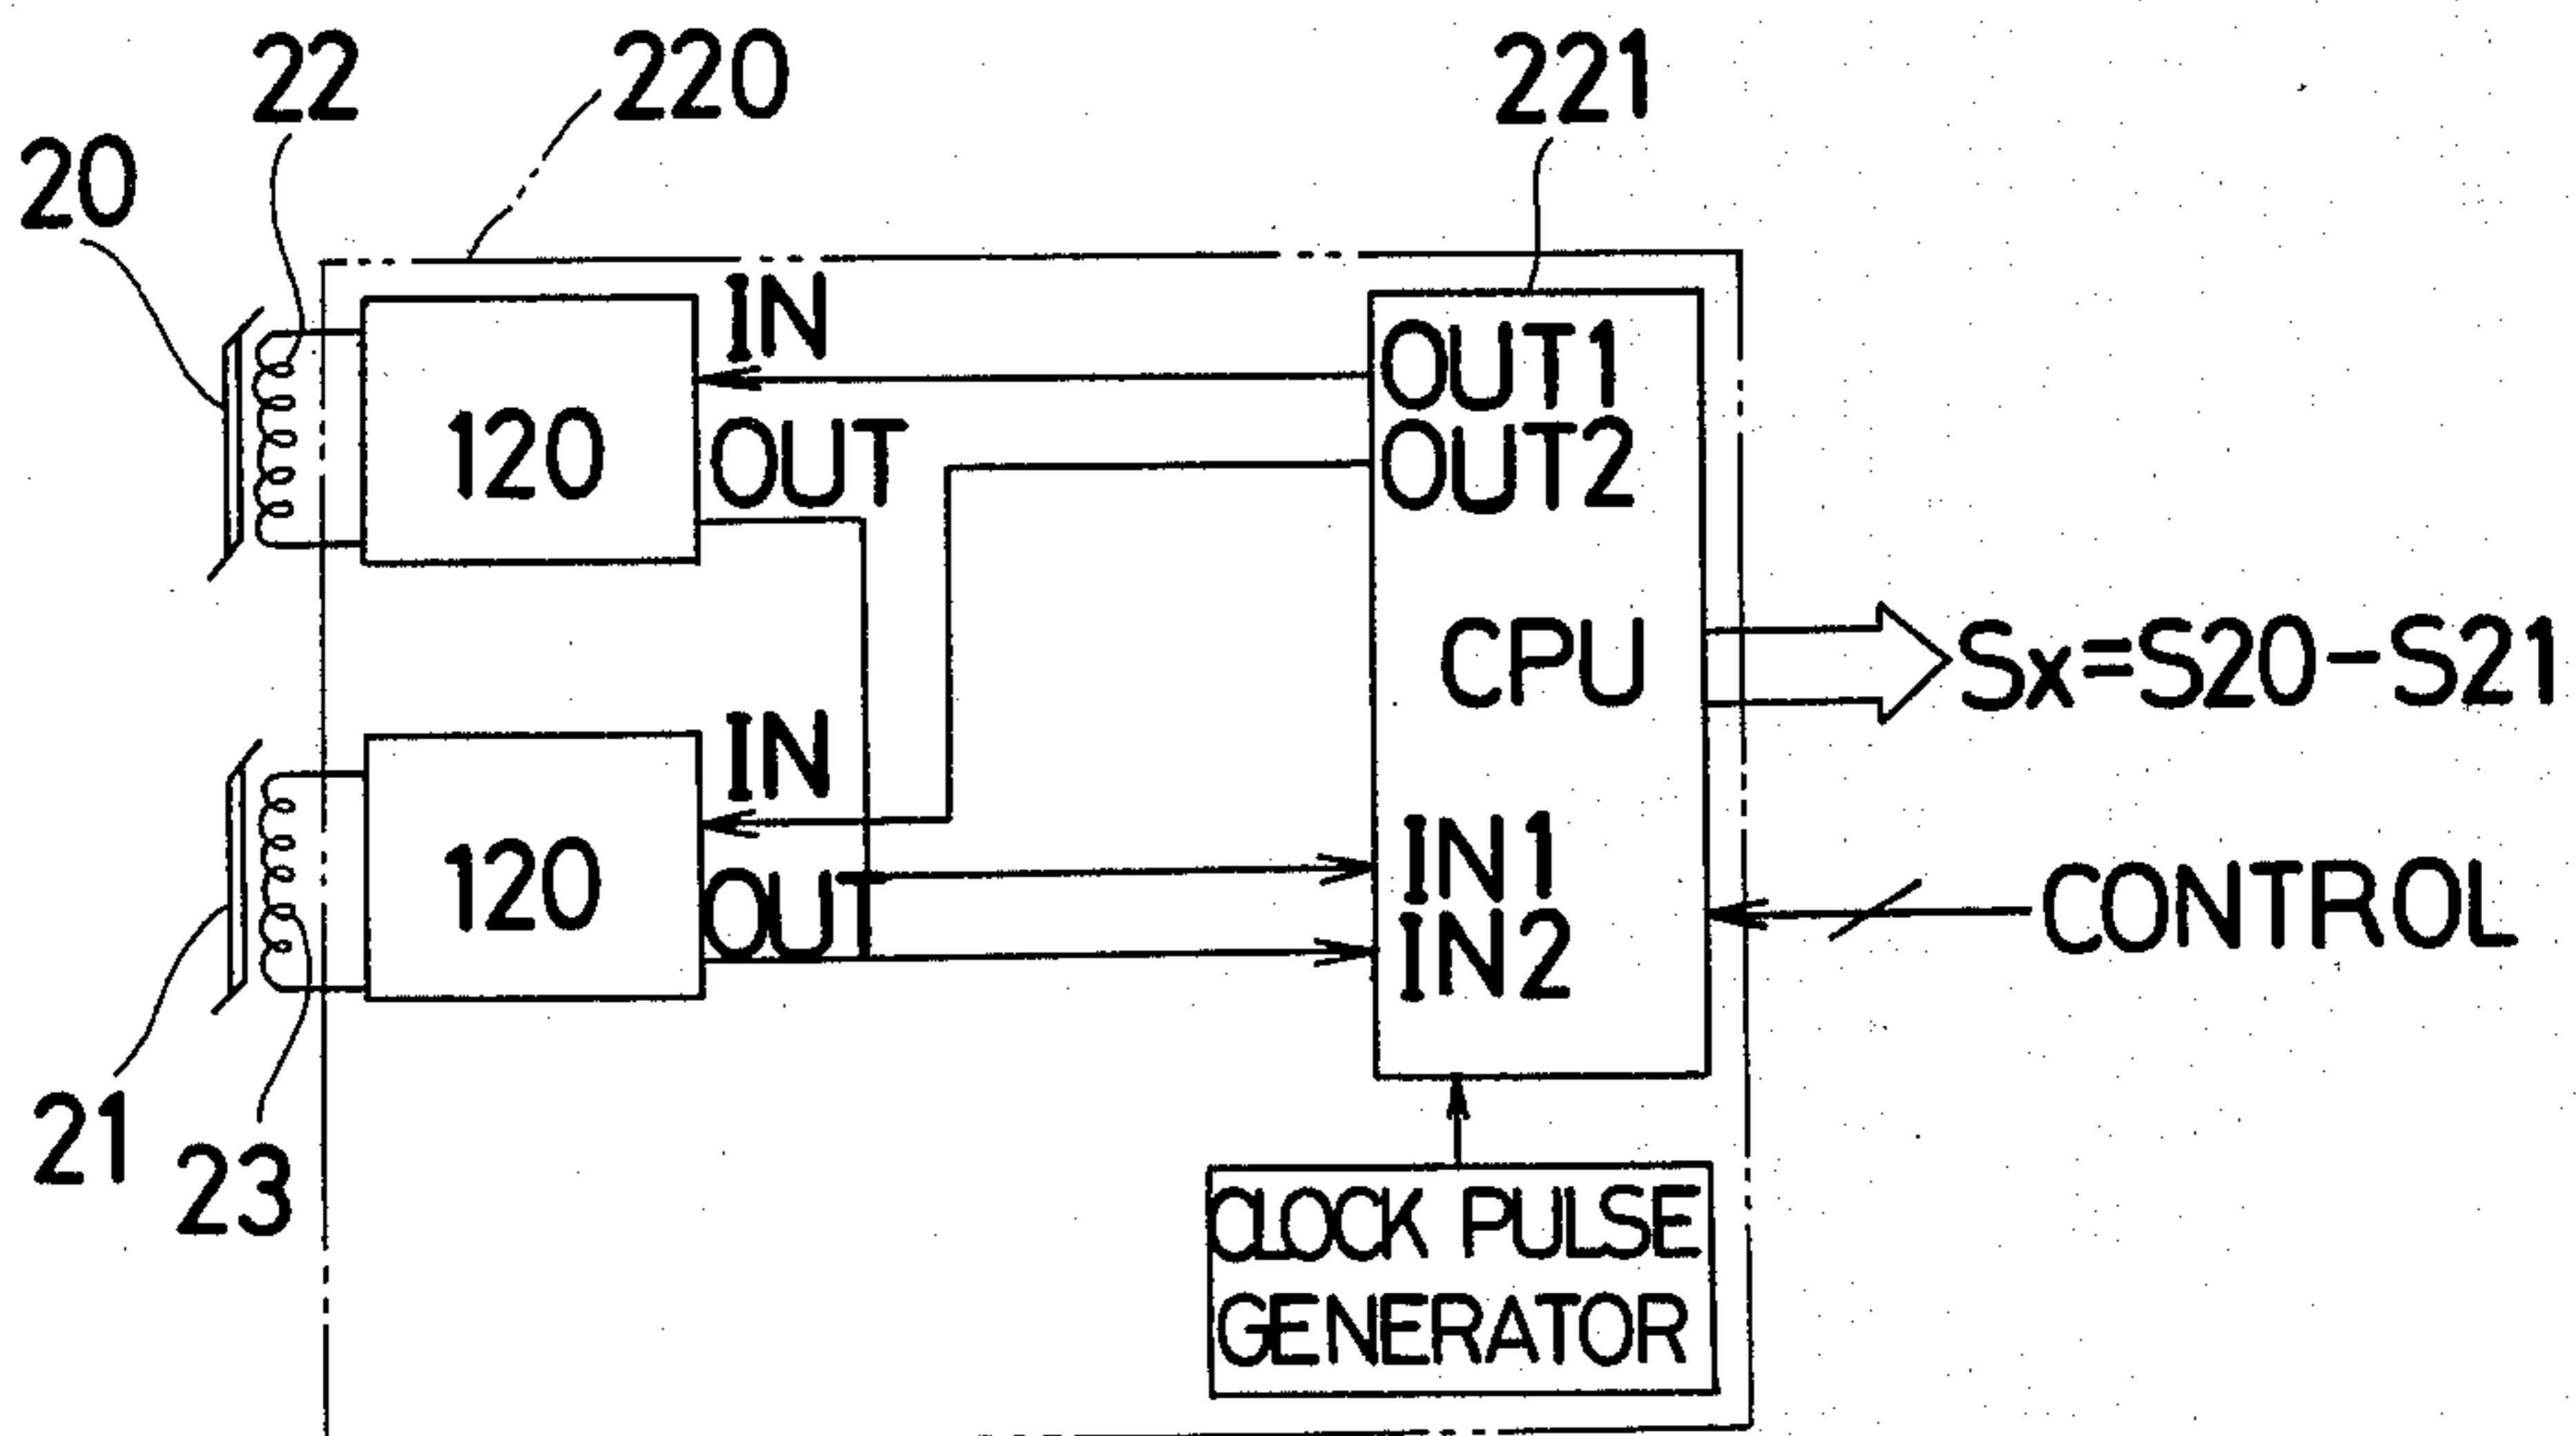 22
220
221
20
IN
OUT1
120
OUT
OUT2
CPU
Sx=S20-S21
IN
120
OUT
IN1
IN2
CONTROL
21
23
CLOCK PULSE
GENERATOR